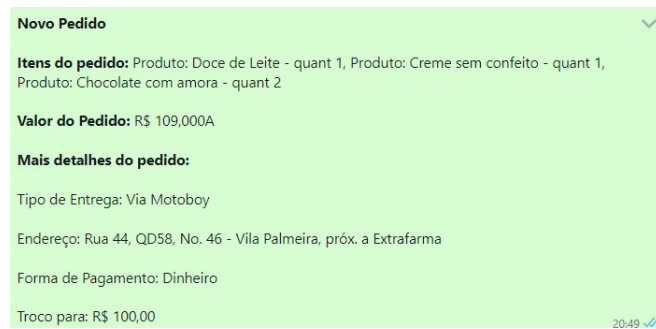 Novo Pedido
Itens do pedido: Produto: Doce de Leite - quant 1, Produto: Creme sem confeito - quant 1,
Produto: Chocolate com amora - quant 2
Valor do Pedido: R$ 109,000A
Mais detalhes do pedido:
Tipo de Entrega: Via Motoboy
Endereço: Rua 44, QD58, No. 46 - Vila Palmeira, próx. a Extrafarma
Forma de Pagamento: Dinheiro
Troco para: R$ 100,00
20:49